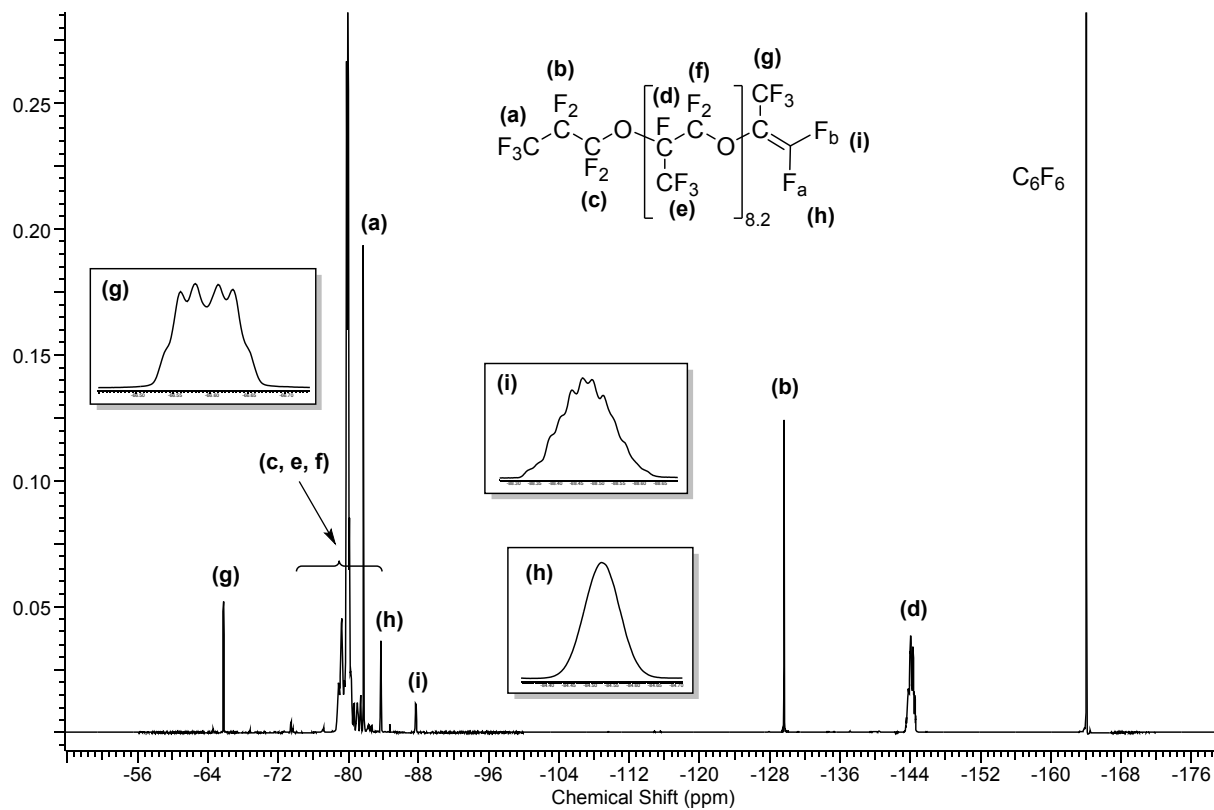 0.25
0.20
0.15
0.10
0.05
(a)
F3C
(b)
F2
C
C
F2
(c)
O
(d)
F
C
CF3
(e)
(f)
F2
C
O
8.2
(g)
CF3
C
Fb
(i)
Fa
(h)
C6F6
(a)
(g)
(c, e, f)
(g)
(h)
(i)
(i)
(h)
(b)
(d)
-56 -64 -72 -80 -88 -96 -104 -112 -120 -128 -136 -144 -152 -160 -168 -176
Chemical Shift (ppm)